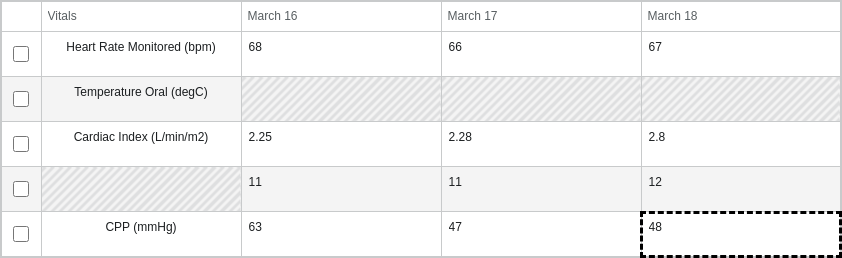 Vitals March 16 March 17 March 18
Heart Rate Monitored (bpm) 68 66 67
Temperature Oral (degC)
Cardiac Index (L/min/m2) 2.25 2.28 2.8
11 11 12
CPP (mmHg) 63 47 48